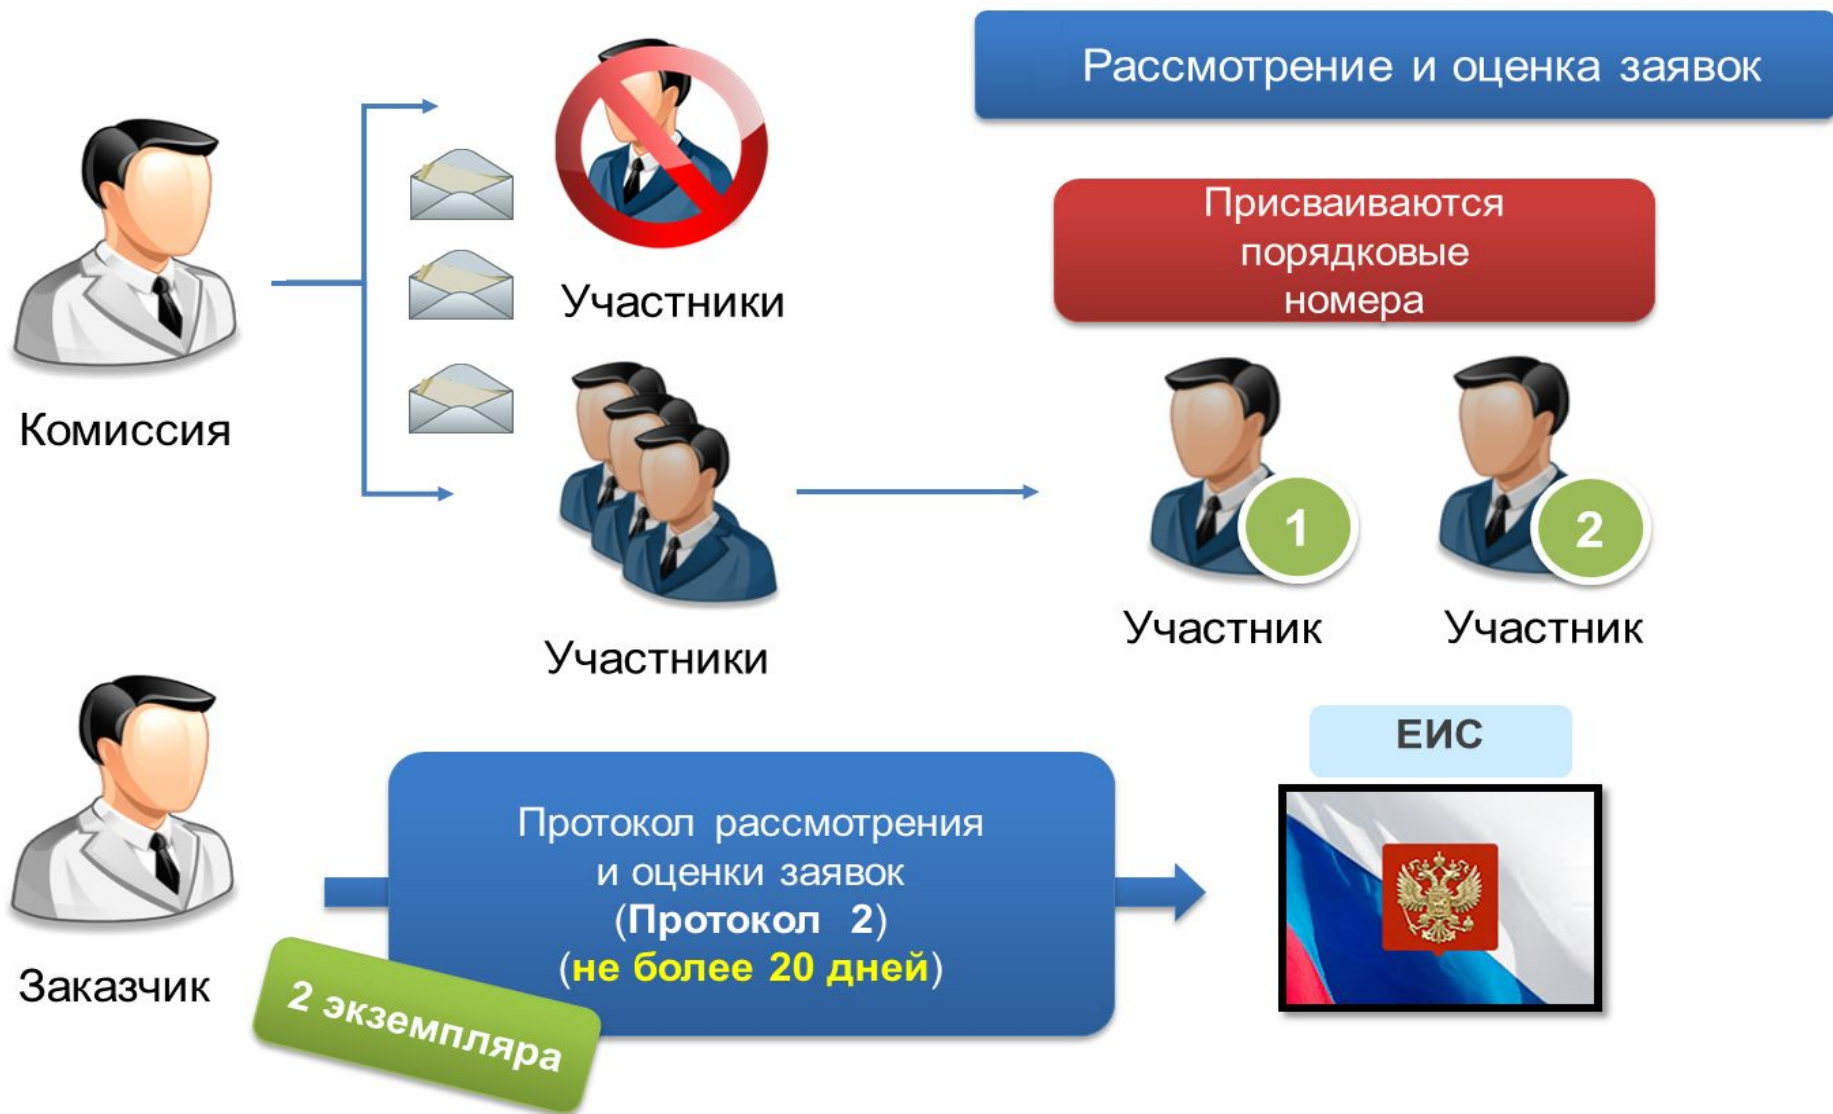 Рассмотрение и оценка заявок
Присваиваются
порядковые
номера
Участники
Комиссия
Участники
1
2
Участник
Участник
ЕИС
Протокол рассмотрения
и оценки заявок
(Протокол 2)
(не более 20 дней)
Заказчик
2 экземпляра